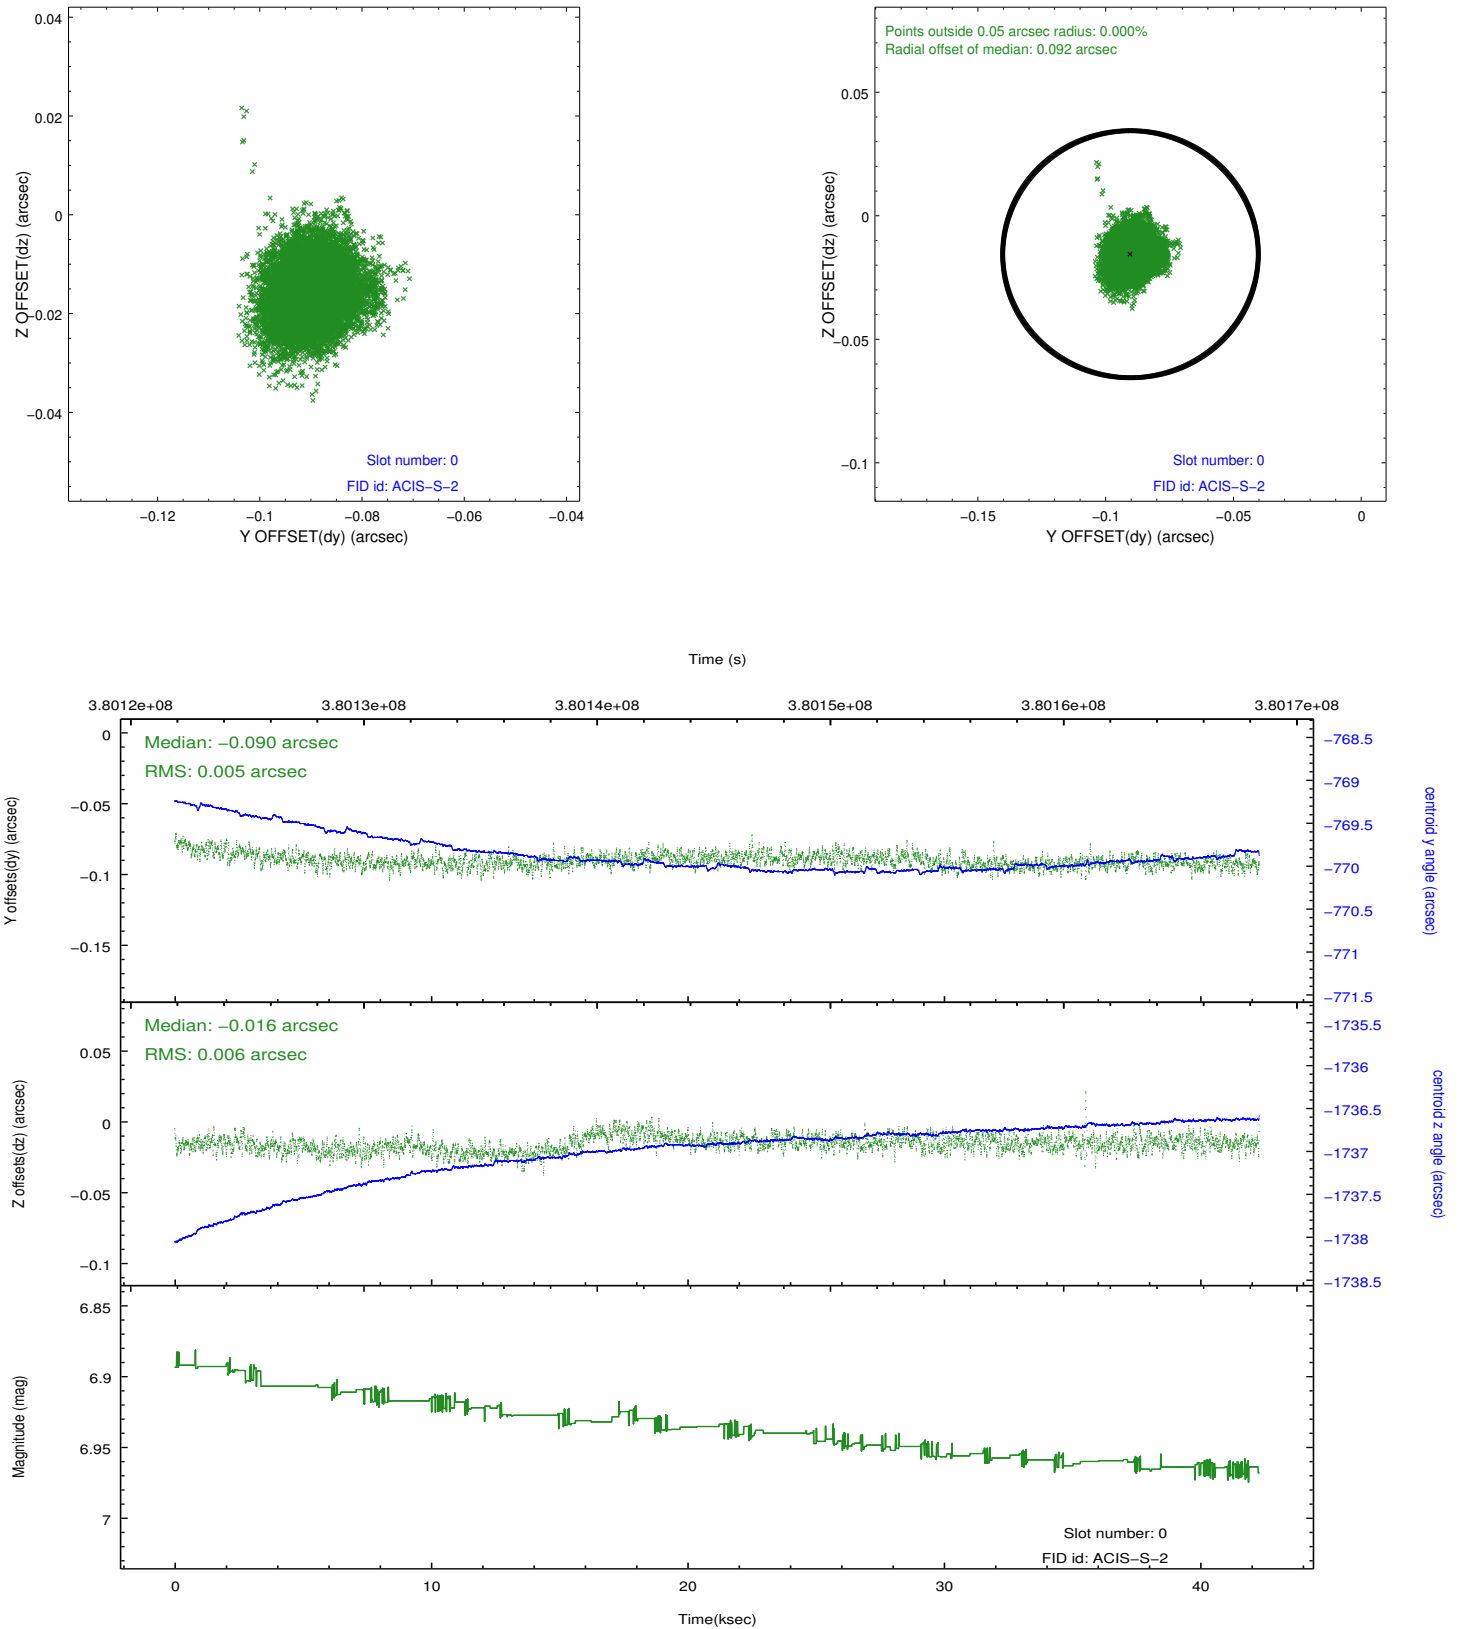 0.04
0.02
0
−0.02
−0.04
Z OFFSET(dz) (arcsec)
Slot number: 0
FID id: ACIS−S−2
−0.12
−0.1
−0.08
−0.06
−0.04
Y OFFSET(dy) (arcsec)
Points outside 0.05 arcsec radius: 0.000%
Radial offset of median: 0.092 arcsec
0.05
0
−0.05
−0.1
Z OFFSET(dz) (arcsec)
Slot number: 0
FID id: ACIS−S−2
−0.15
−0.1
−0.05
0
Y OFFSET(dy) (arcsec)
Time (s)
3.8012e+08
3.8013e+08
3.8014e+08
3.8015e+08
3.8016e+08
3.8017e+08
Median: −0.090 arcsec
RMS: 0.005 arcsec
0
−0.05
−0.1
−0.15
Y offsets(dy) (arcsec)
−768.5
−769
−769.5
−770
−770.5
−771
−771.5
centroid y angle (arcsec)
Median: −0.016 arcsec
RMS: 0.006 arcsec
0.05
0
−0.05
−0.1
Z offsets(dz) (arcsec)
−1735.5
−1736
−1736.5
−1737
−1737.5
−1738
−1738.5
centroid z angle (arcsec)
6.85
6.9
6.95
7
Magnitude (mag)
Slot number: 0
FID id: ACIS−S−2
0
10
20
30
40
Time(ksec)